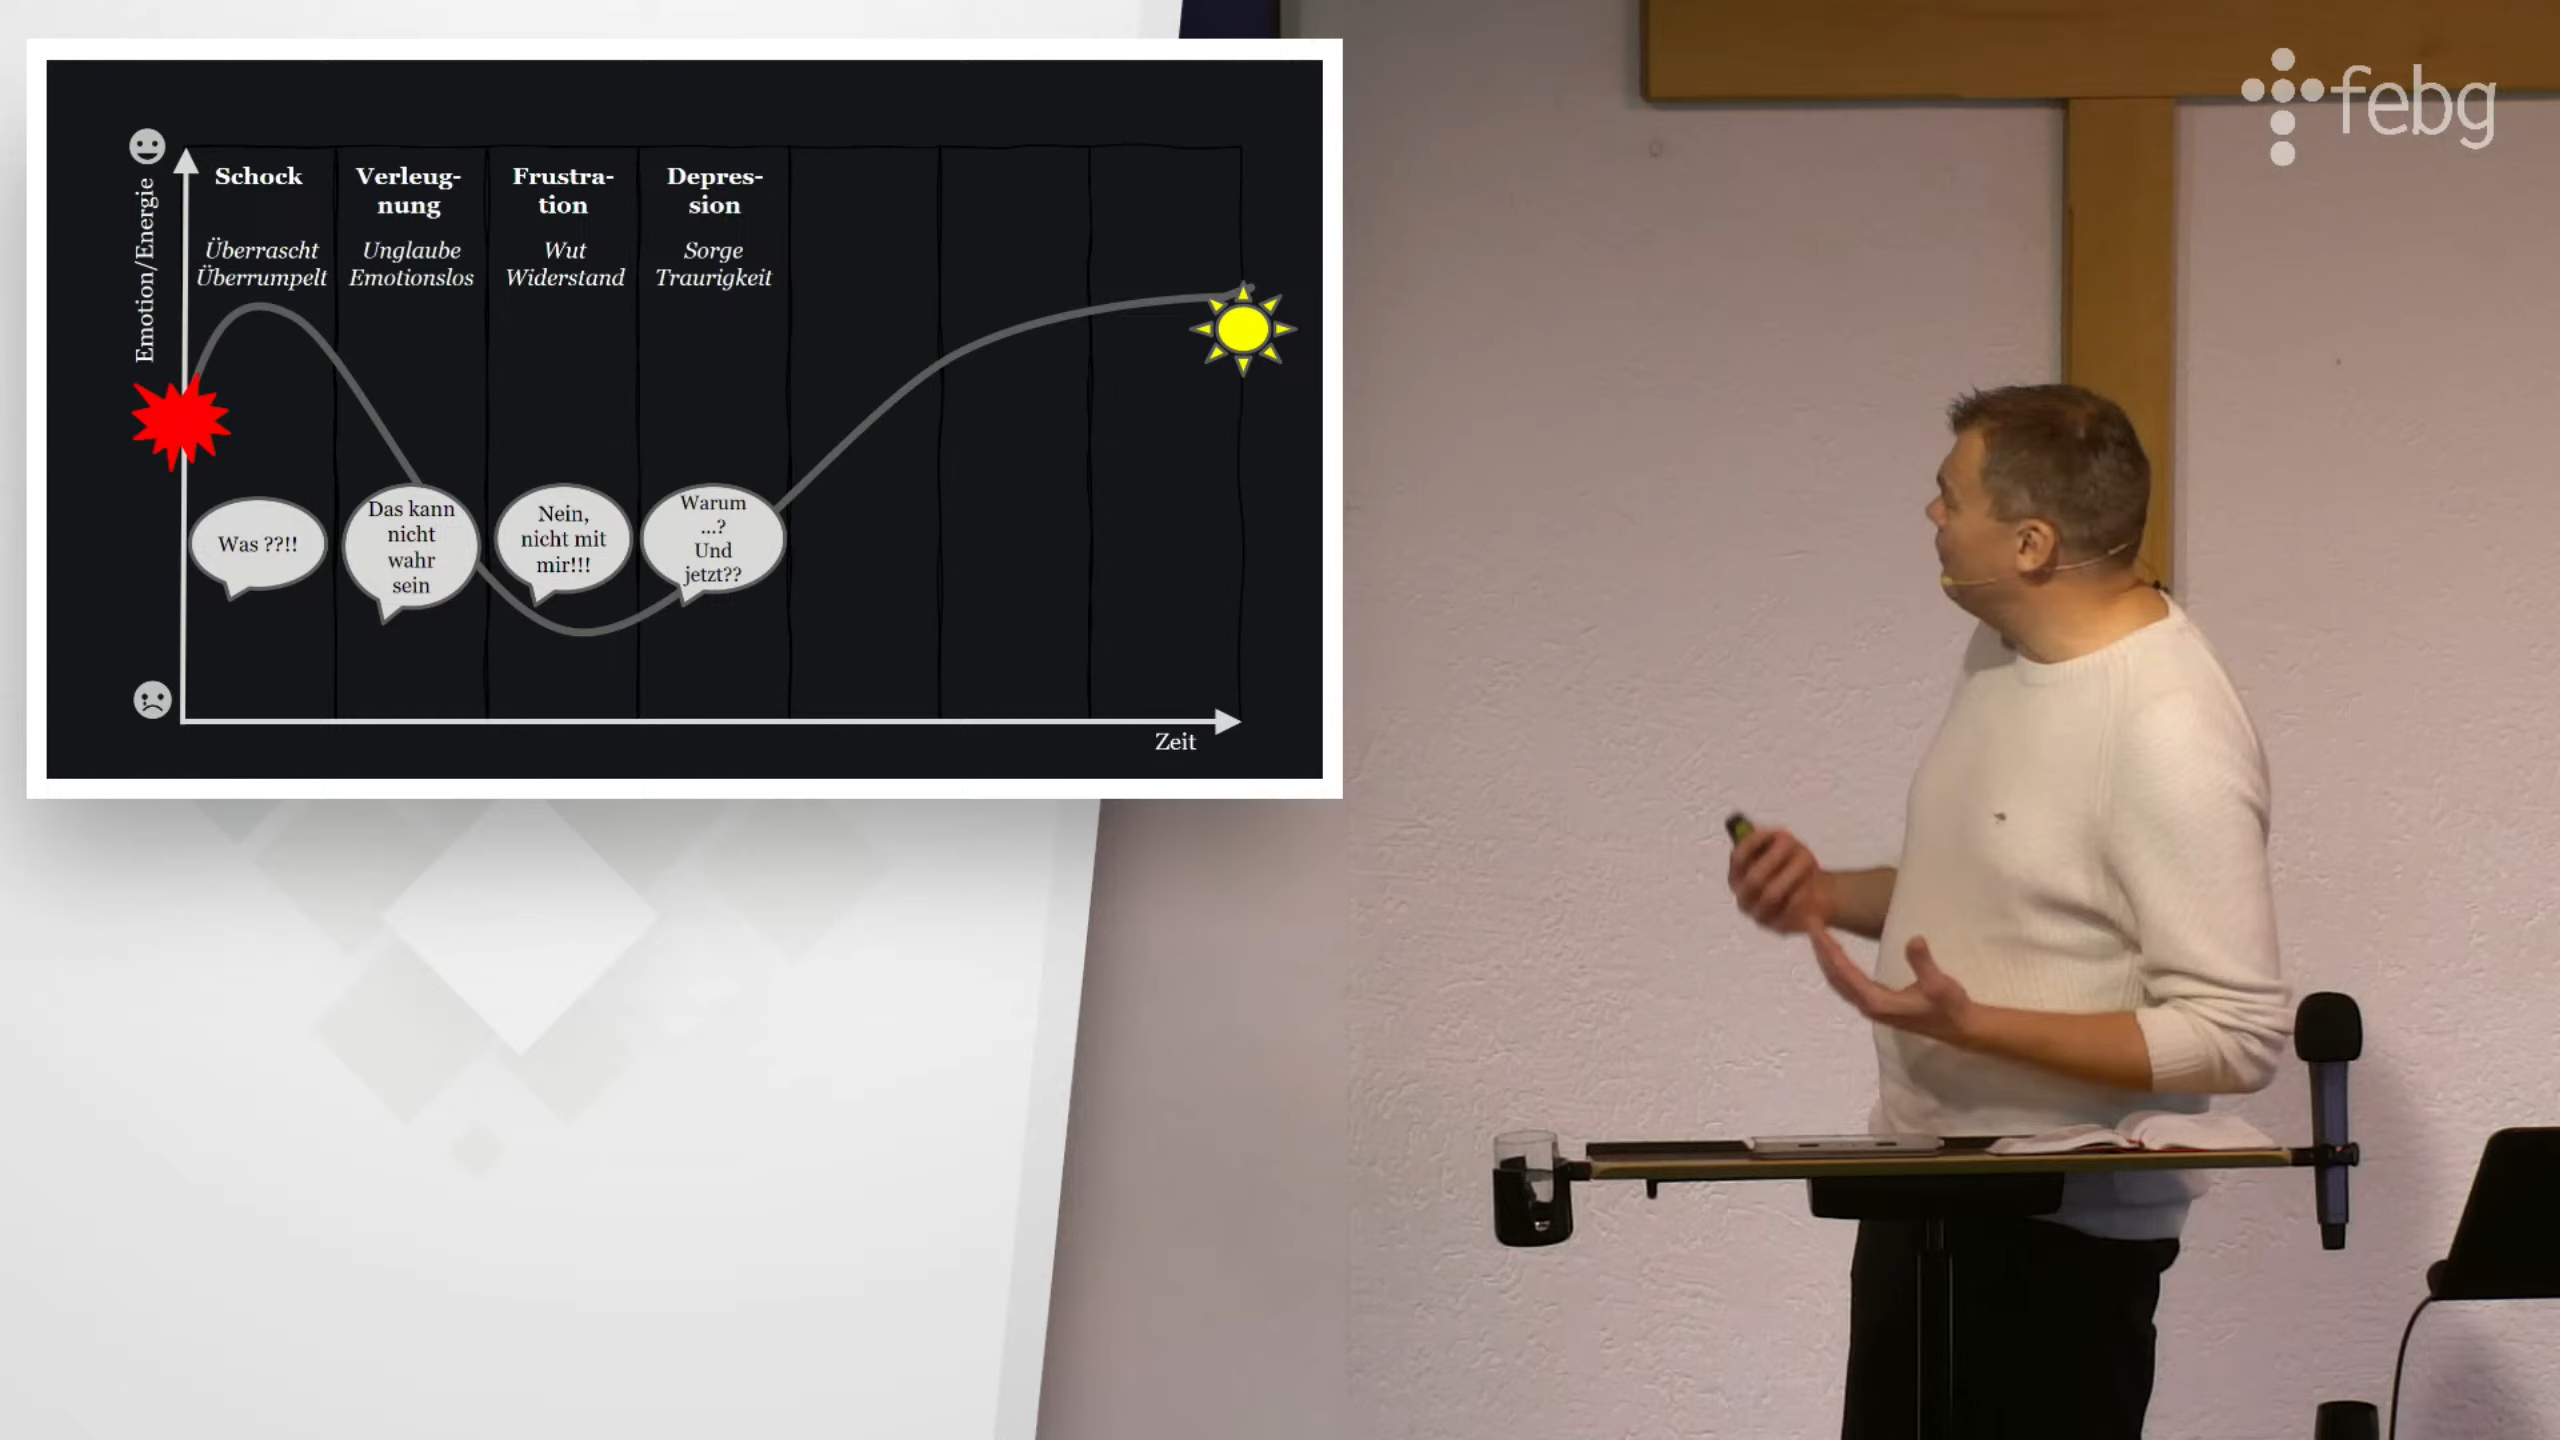 febg
Emotion/Energie
Schock
Überrascht
Überrumpelt
Was ??!!
Verleug-
nung
Unglaube
Emotionslos
Das kann
nicht
wahr
sein
Frustra-
tion
Wut
Widerstand
Nein,
nicht mit
mir!!!
Depres-
sion
Sorge
Traurigkeit
Warum
...?
Und
jetzt??
Zeit